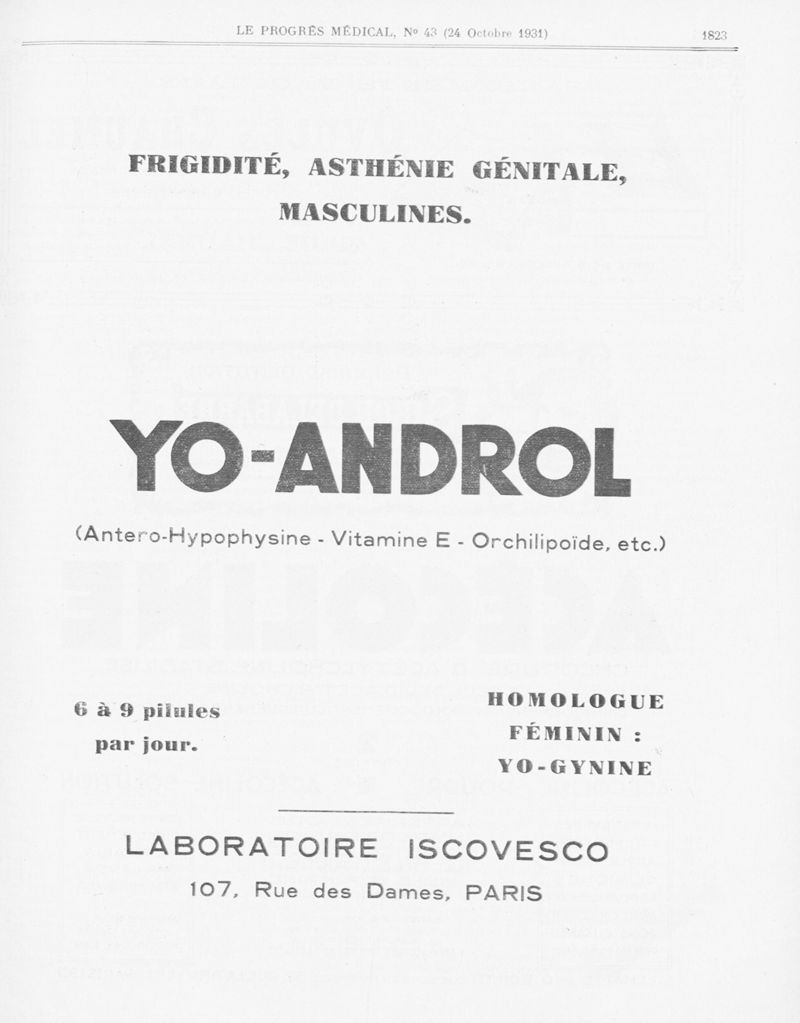 LE PROGRÈS MÉDICAL, Nº 43 (24 Octobre 1931) 1823
FRIGIDITÉ, ASTHÉNIE GÉNITALE,
MASCULINES.
YO-ANDROL
(Antero-Hypophysine - Vitamine E - Orchilipoïde, etc.)
6 à 9 pilules
par jour.
HOMOLOGUE
FÉMININ :
YO-GYNINE
LABORATOIRE ISCOVESCO
107, Rue des Dames, PARIS